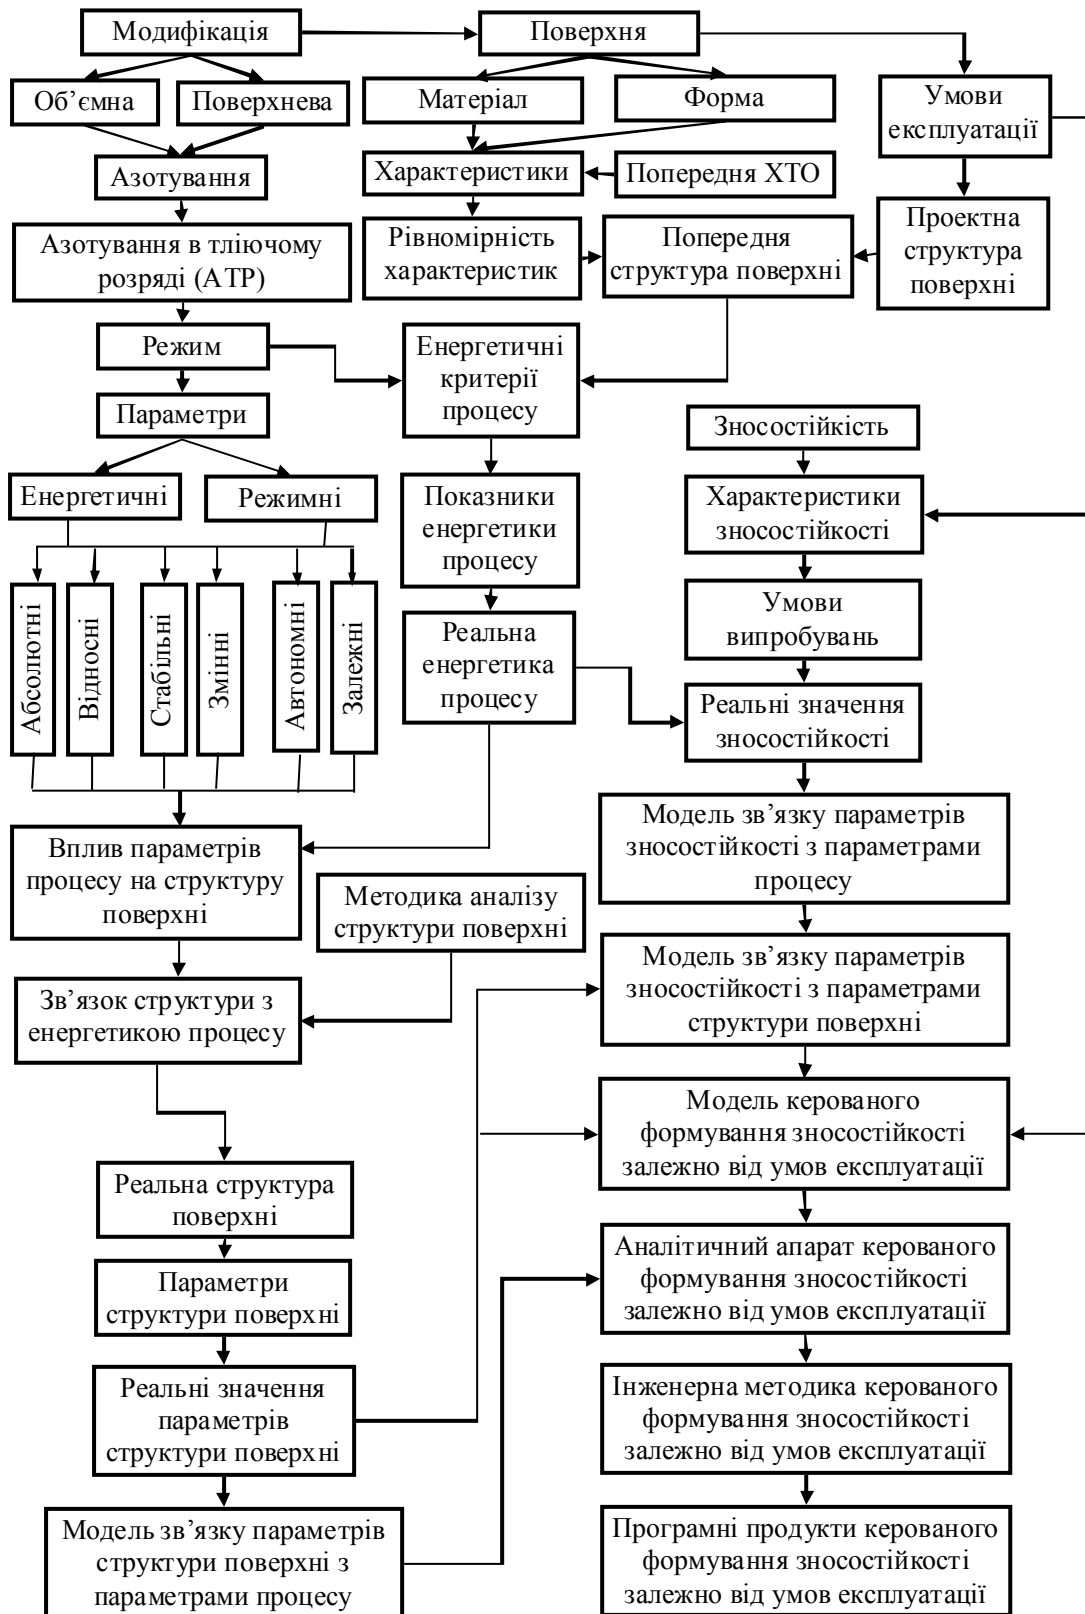 Модифікація
Поверхня
Об’ємна
Поверхнева
Матеріал
Форма
Умови
експлуатації
Азотування
Характеристики
Попередня ХТО
Азотування в тліючому
розряді (АТР)
Рівномірність
характеристик
Попередня
структура поверхні
Проектна
структура
поверхні
Режим
Енергетичні
критерії
процесу
Параметри
Зносостійкість
Енергетичні
Режимні
Показники
енергетики
процесу
Характеристики
зносостійкості
Абсолютні
Відносні
Стабільні
Змінні
Автономні
Залежні
Умови
випробувань
Реальна
енергетика
процесу
Реальні значення
зносостійкості
Вплив параметрів
процесу на структуру
поверхні
Модель зв’язку параметрів
зносостійкості з параметрами
процесу
Методика аналізу
структури поверхні
Зв’язок структури з
енергетикою процесу
Модель зв’язку параметрів
зносостійкості з параметрами
структури поверхні
Модель керованого
формування зносостійкості
залежно від умов експлуатації
Реальна структура
поверхні
Параметри
структури поверхні
Аналітичний апарат керованого
формування зносостійкості
залежно від умов експлуатації
Реальні значення
параметрів
структури поверхні
Інженерна методика керованого
формування зносостійкості
залежно від умов експлуатації
Модель зв’язку параметрів
структури поверхні з
параметрами процесу
Програмні продукти керованого
формування зносостійкості
залежно від умов експлуатації